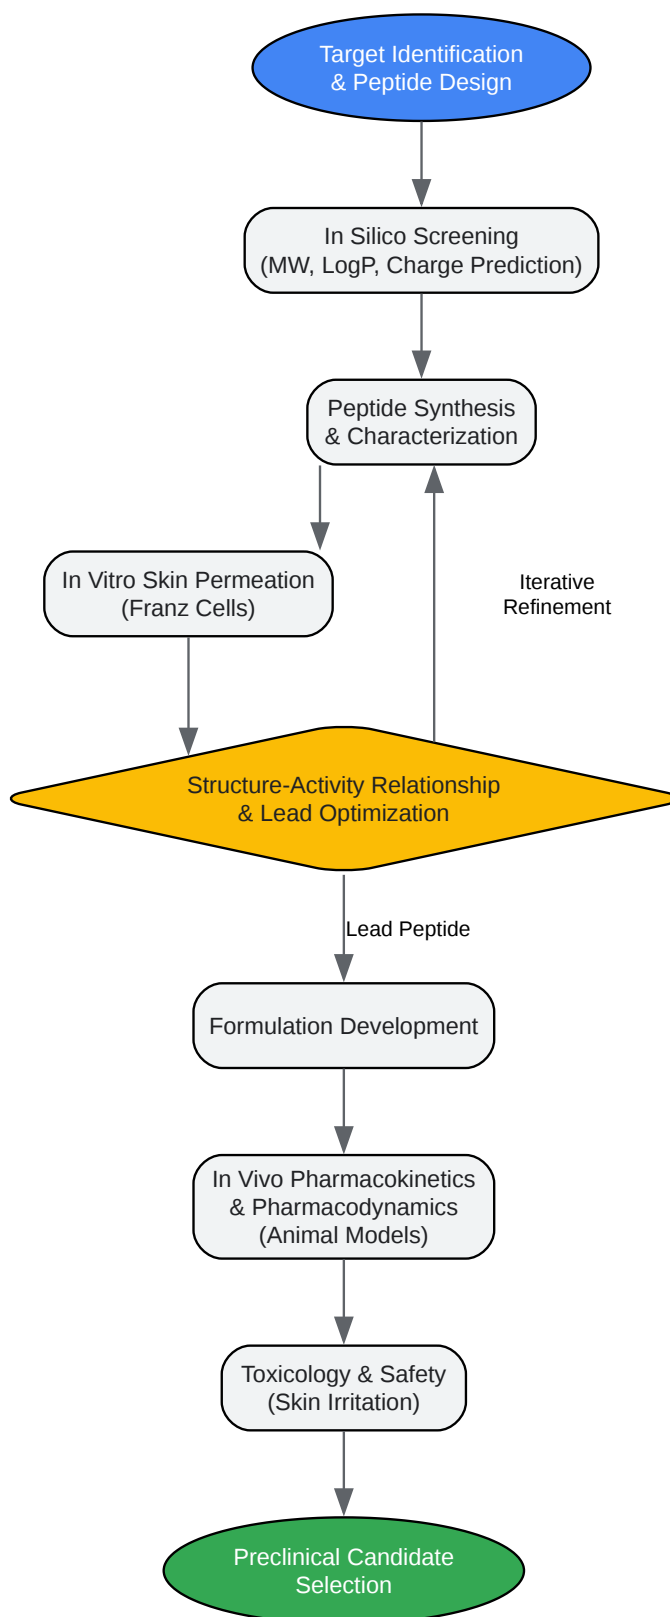 Target Identification
& Peptide Design
In Silico Screening
(MW, LogP, Charge Prediction)
Peptide Synthesis
& Characterization
In Vitro Skin Permeation
(Franz Cells)
Iterative
Refinement
Structure-Activity Relationship
& Lead Optimization
Lead Peptide
Formulation Development
In Vivo Pharmacokinetics
& Pharmacodynamics
(Animal Models)
Toxicology & Safety
(Skin Irritation)
Preclinical Candidate
Selection